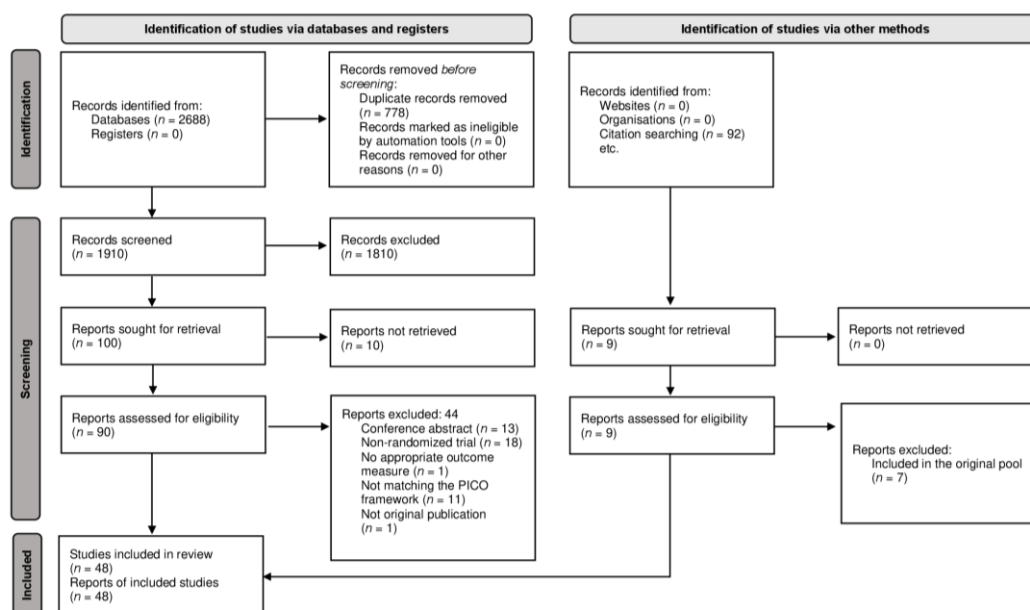 Identification of studies via databases and registers
Identification of studies via other methods
Identification
Records identified from:
Databases (n = 2688)
Registers (n = 0)
Records removed before
screening:
Duplicate records removed
(n = 778)
Records marked as ineligible
by automation tools (n = 0)
Records removed for other
reasons (n = 0)
Records identified from:
Websites (n = 0)
Organisations (n = 0)
Citation searching (n = 92)
etc.
Screening
Records screened
(n = 1910)
Records excluded
(n = 1810)
Reports sought for retrieval
(n = 100)
Reports not retrieved
(n = 10)
Reports sought for retrieval
(n = 9)
Reports not retrieved
(n = 0)
Reports assessed for eligibility
(n = 90)
Reports excluded: 44
Conference abstract (n = 13)
Non-randomized trial (n = 18)
No appropriate outcome
measure (n = 1)
Not matching the PICO
framework (n = 11)
Not original publication
(n = 1)
Reports assessed for eligibility
(n = 9)
Reports excluded:
Included in the original pool
(n = 7)
Included
Studies included in review
(n = 48)
Reports of included studies
(n = 48)